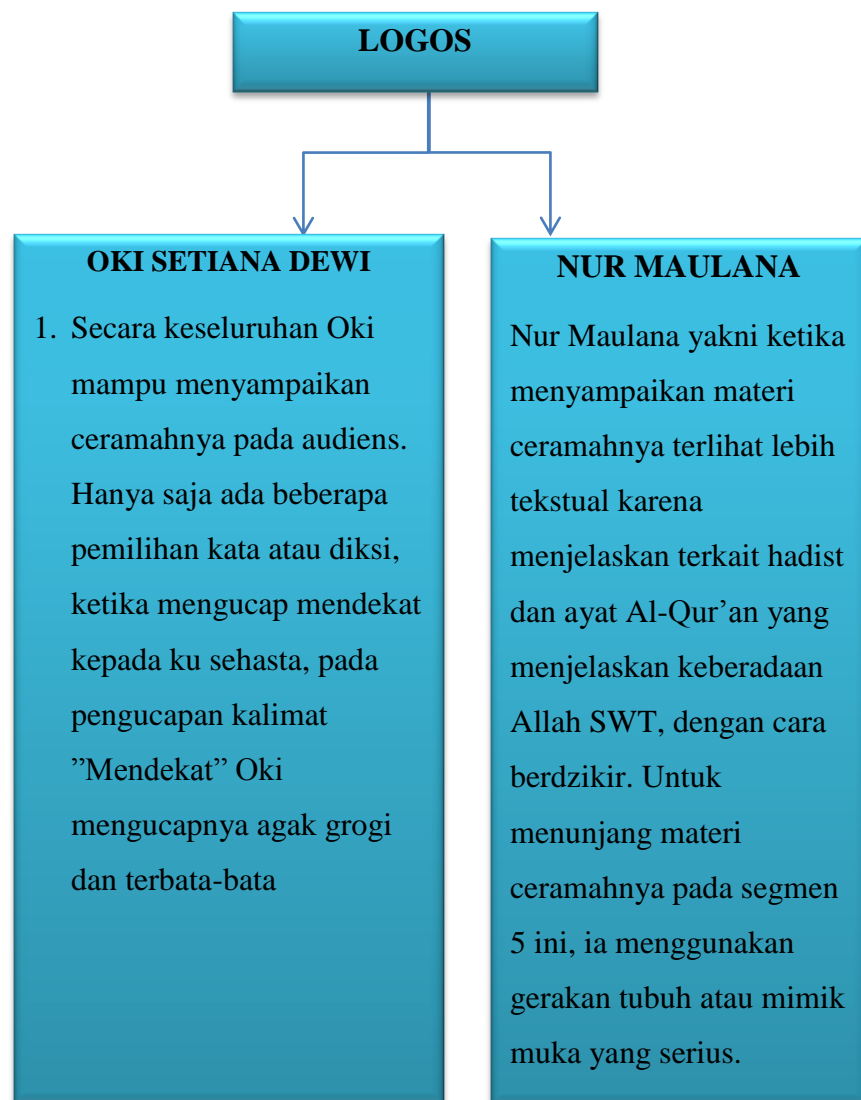 LOGOS
OKI SETIANA DEWI
1. Secara keseluruhan Oki
mampu menyampaikan
ceramahnya pada audiens.
Hanya saja ada beberapa
pemilihan kata atau diksi,
ketika mengucap mendekat
kepada ku sehasta, pada
pengucapan kalimat
”Mendekat” Oki
mengucapnya agak grogi
dan terbata-bata
NUR MAULANA
Nur Maulana yakni ketika
menyampaikan materi
ceramahnya terlihat lebih
tekstual karena
menjelaskan terkait hadist
dan ayat Al-Qur’an yang
menjelaskan keberadaan
Allah SWT, dengan cara
berdzikir. Untuk
menunjang materi
ceramahnya pada segmen
5 ini, ia menggunakan
gerakan tubuh atau mimik
muka yang serius.